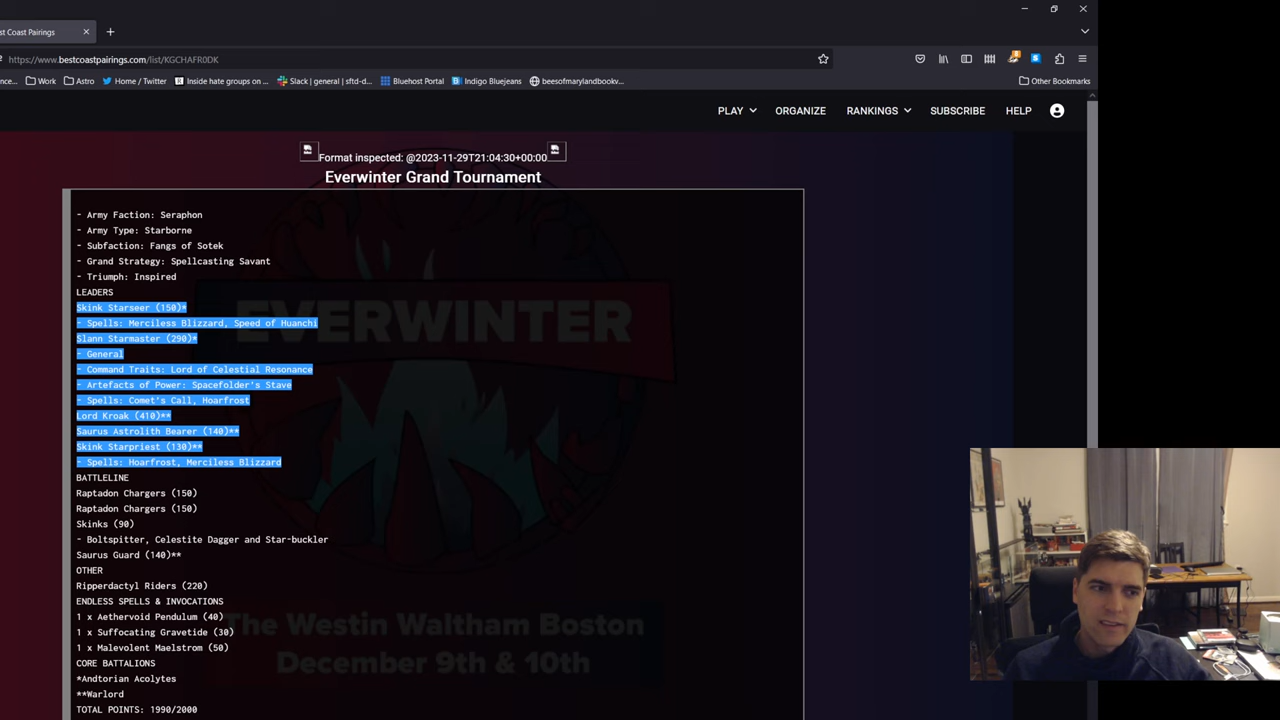 st Coast Pairings
https://www.bestcoastpairings.com/list/KGCHAFR0DK
nce...
Work
Astro
Home / Twitter
Inside hate groups on ...
Slack | general | sftd-d...
Bluehost Portal
Indigo Bluejeans
beesofmarylandbookv...
Other Bookmarks
PLAY
ORGANIZE
RANKINGS
SUBSCRIBE
HELP
Format inspected: @2023-11-29T21:04:30+00:00
Everwinter Grand Tournament
- Army Faction: Seraphon
- Army Type: Starborne
- Subfaction: Fangs of Sotek
- Grand Strategy: Spellcasting Savant
- Triumph: Inspired
LEADERS
Skink Starseer (150)*
- Spells: Merciless Blizzard, Speed of Huanchi
Slann Starmaster (290)*
- General
- Command Traits: Lord of Celestial Resonance
- Artefacts of Power: Spacefolder's Stave
- Spells: Comet's Call, Hoarfrost
Lord Kroak (410)**
Saurus Astrolith Bearer (140)**
Skink Starpriest (130)**
- Spells: Hoarfrost, Merciless Blizzard
BATTLELINE
Raptadon Chargers (150)
Raptadon Chargers (150)
Skinks (90)
- Boltspitter, Celestite Dagger and Star-buckler
Saurus Guard (140)**
OTHER
Ripperdactyl Riders (220)
ENDLESS SPELLS & INVOCATIONS
1 x Aethervoid Pendulum (40)
1 x Suffocating Gravetide (30)
1 x Malevolent Maelstrom (50)
CORE BATTALIONS
*Andtorian Acolytes
**Warlord
TOTAL POINTS: 1990/2000
EVERWINTER
The Westin Waltham Boston
December 9th & 10th